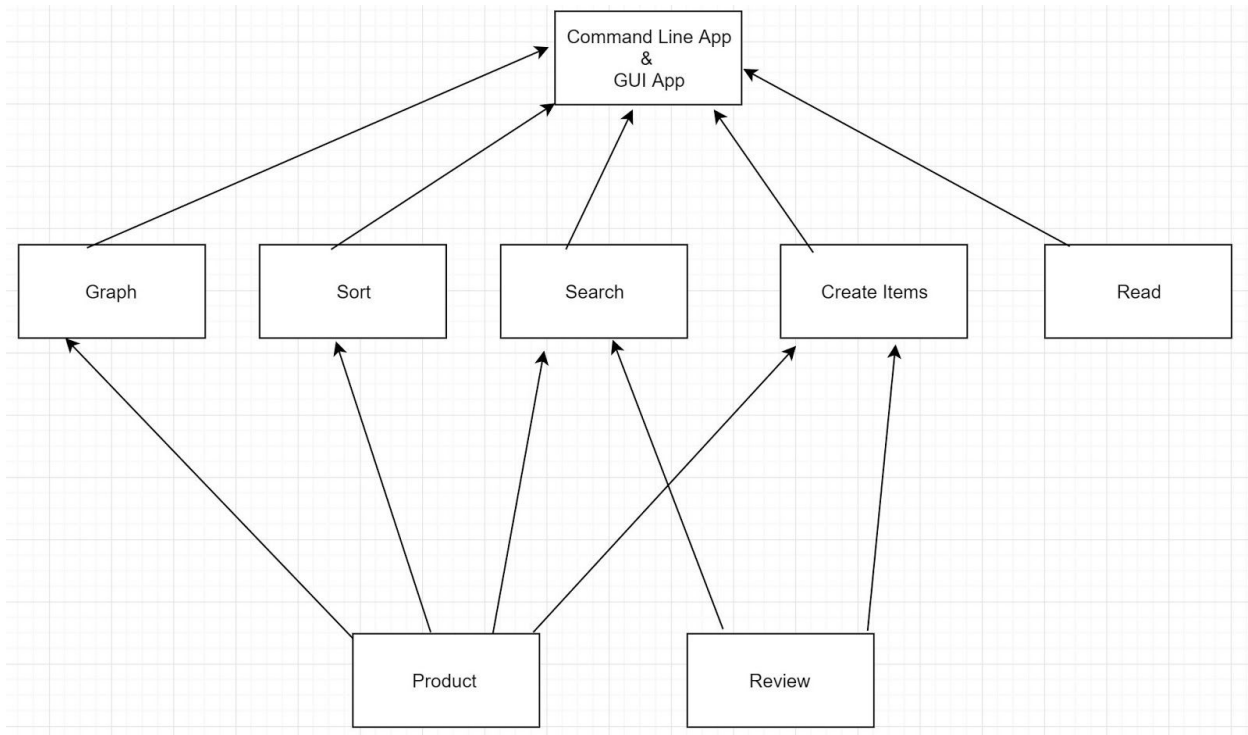 Command Line App
&
GUI App
Graph
Sort
Search
Create Items
Read
Product
Review